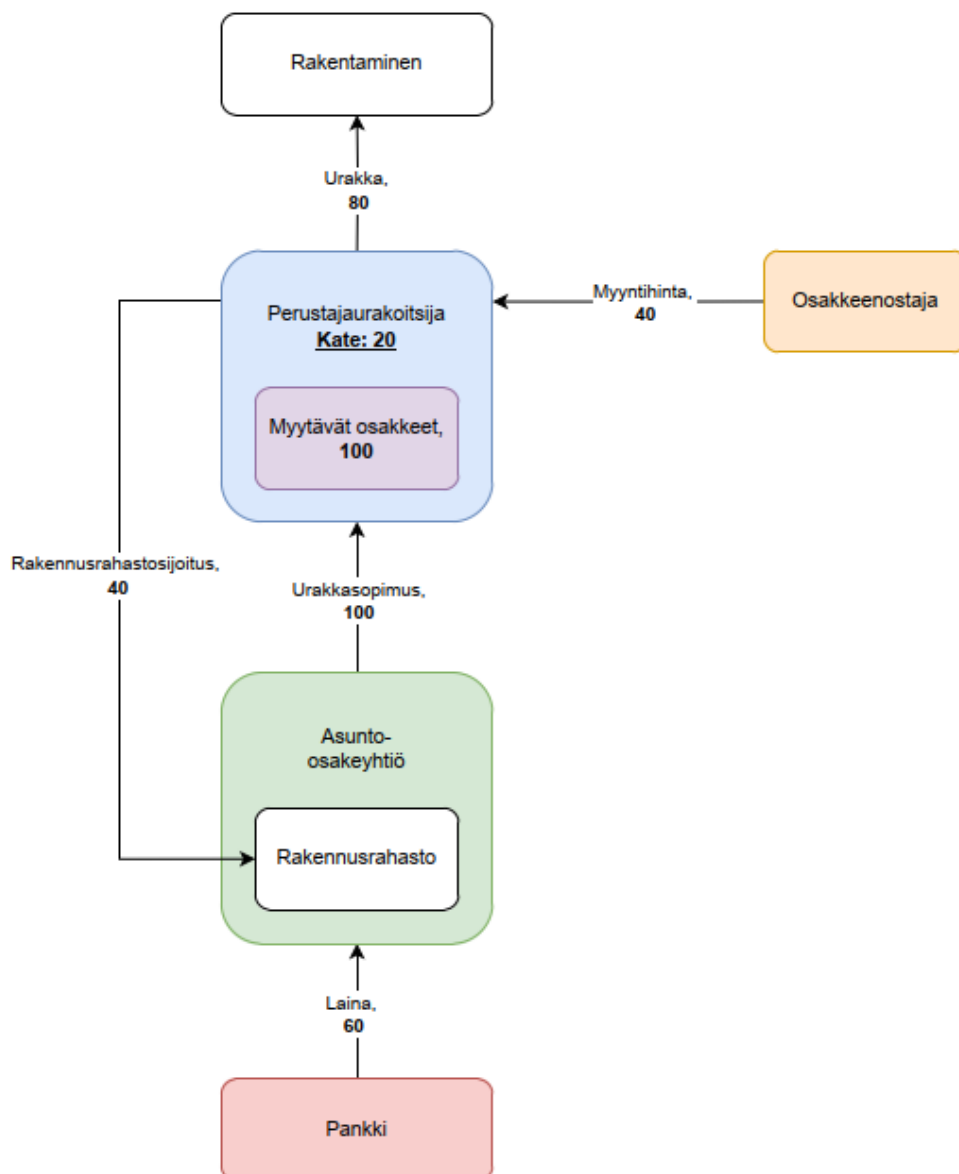 Rakentaminen
Urakka,
80
Perustajaurakoitsija
Kate: 20
Myyntihinta,
40
Osakkeenostaja
Myytävät osakkeet,
100
Rakennusrahastosijoitus,
40
Urakkasopimus,
100
Asunto-
osakeyhtiö
Rakennusrahasto
Laina,
60
Pankki